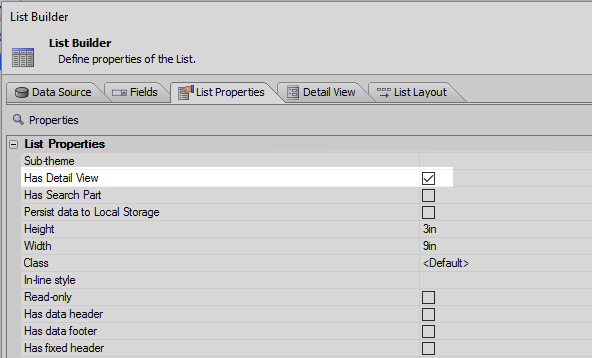 List Builder
List Builder
Define properties of the List.
Data Source Fields List Properties Detail View List Layout
Properties
List Properties
Sub-theme
Has Detail View
Has Search Part
Persist data to Local Storage
Height 3in
Width 9in
Class <Default>
In-line style
Read-only
Has data header
Has data footer
Has fixed header